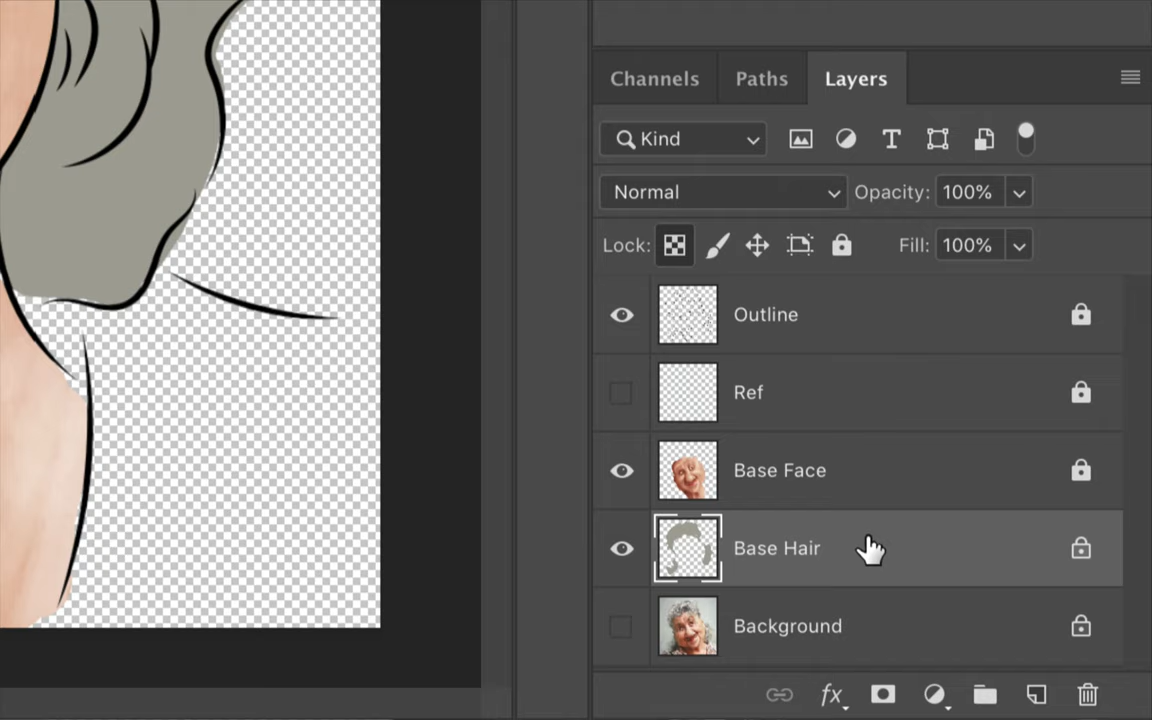 Channels Paths Layers
Kind
Normal Opacity: 100%
Lock: Fill: 100%
Outline
Ref
Base Face
Base Hair
Background
fx